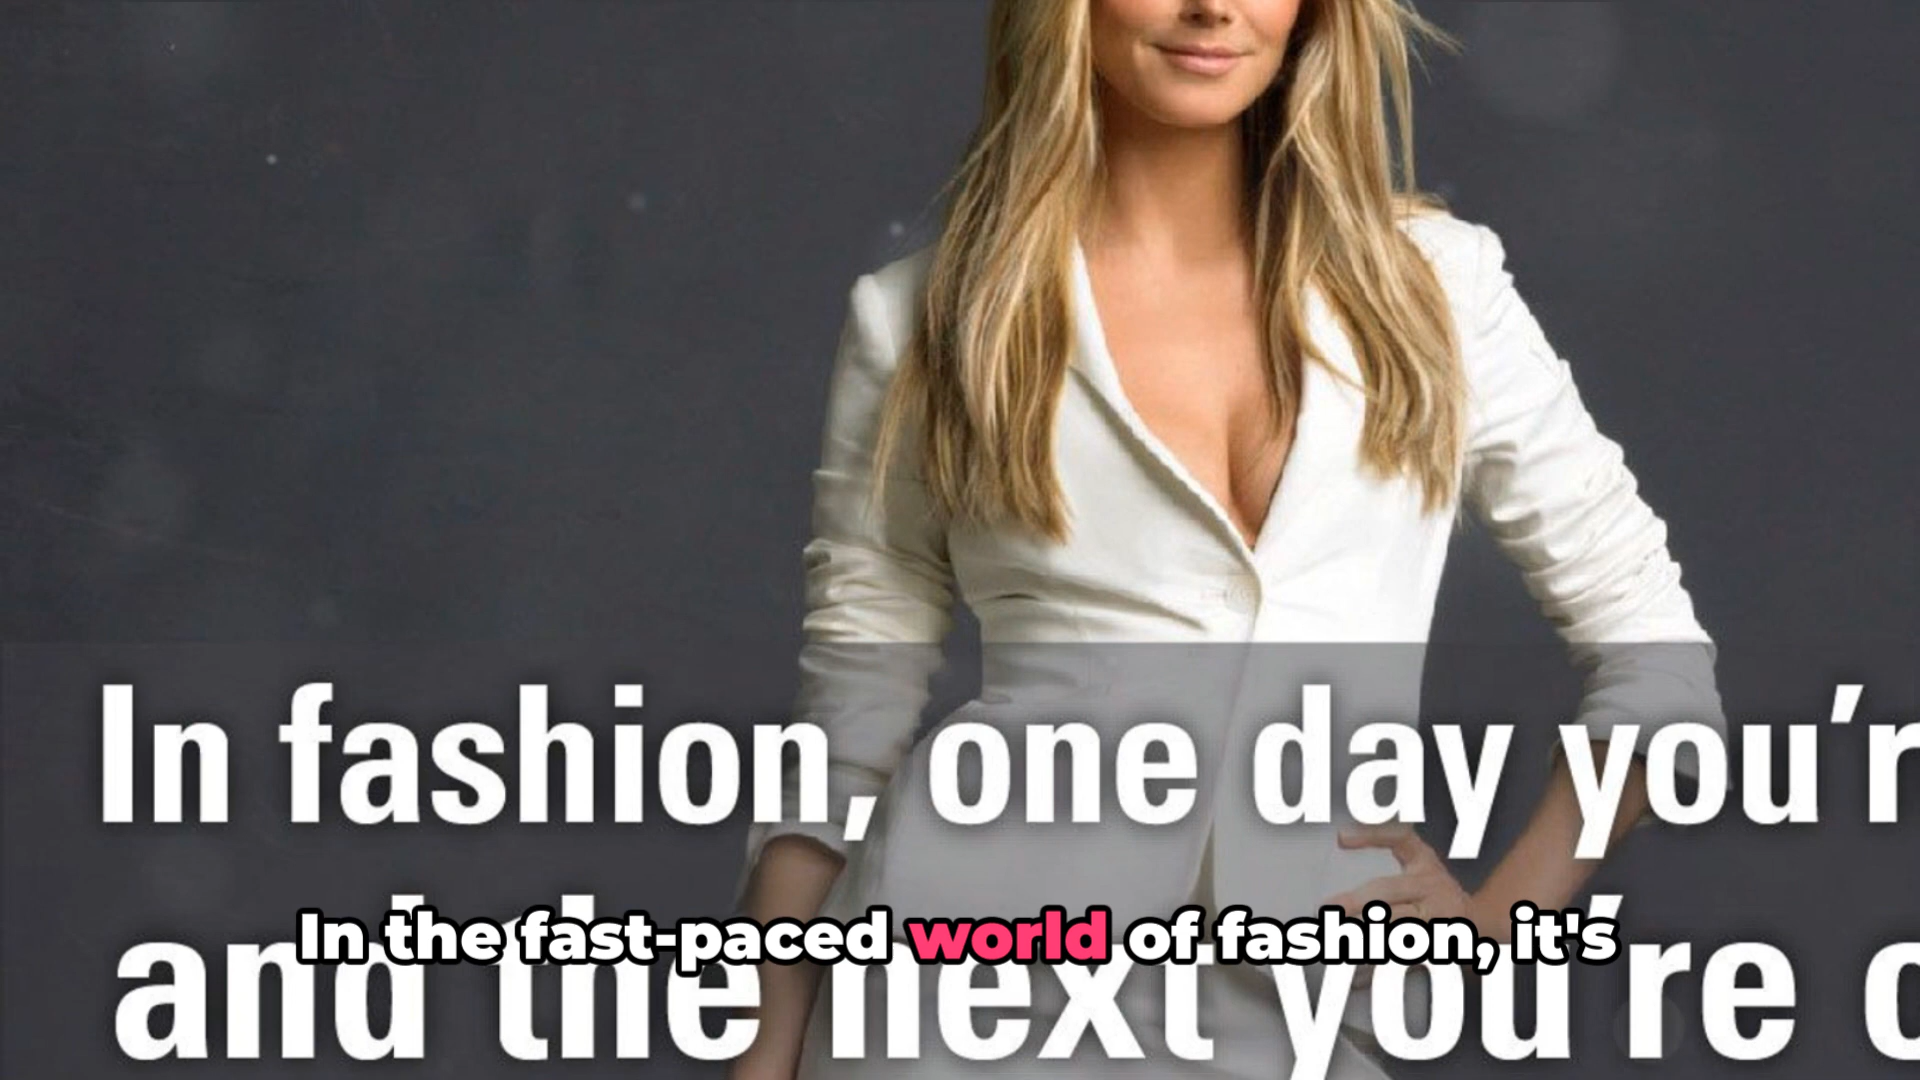 In fashion, one day you'r
In the fast-paced world of fashion, it's
and the next you're